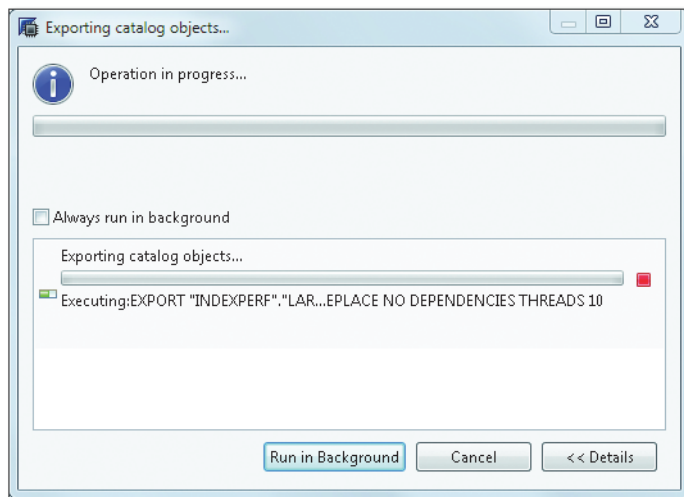 Exporting catalog objects...
Operation in progress...
Always run in background
Exporting catalog objects...
Executing:EXPORT "INDEXPERF"."LAR...EPLACE NO DEPENDENCIES THREADS 10
Run in Background
Cancel
<< Details